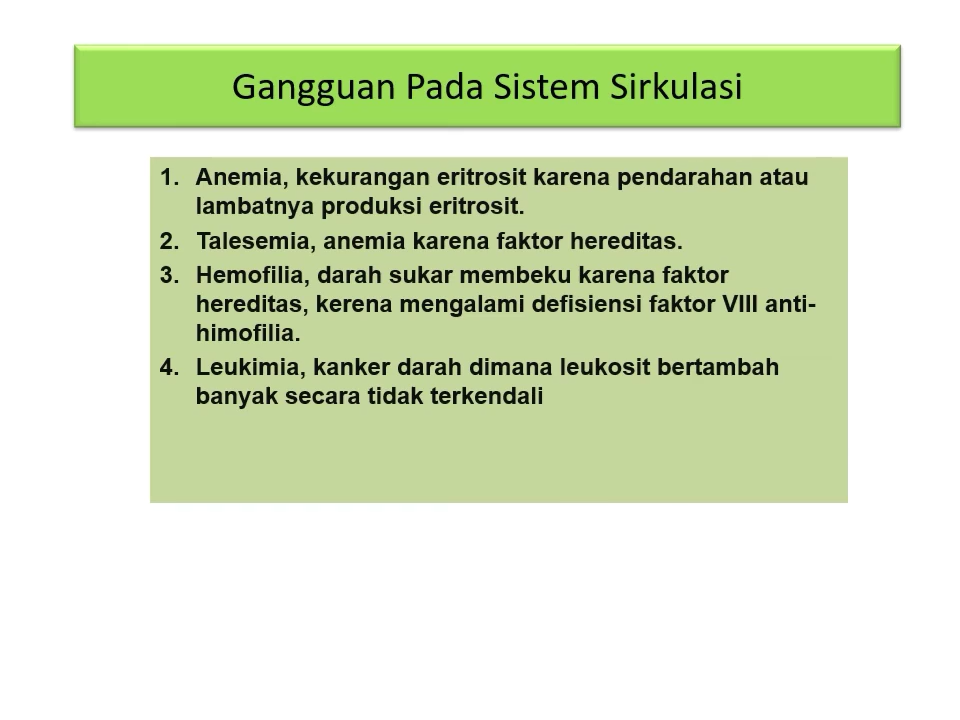 Gangguan Pada Sistem Sirkulasi
1. Anemia, kekurangan eritrosit karena pendarahan atau
lambatnya produksi eritrosit.
2. Talesemia, anemia karena faktor hereditas.
3. Hemofilia, darah sukar membeku karena faktor
hereditas, kerena mengalami defisiensi faktor VIII anti-
himofilia.
4. Leukimia, kanker darah dimana leukosit bertambah
banyak secara tidak terkendali